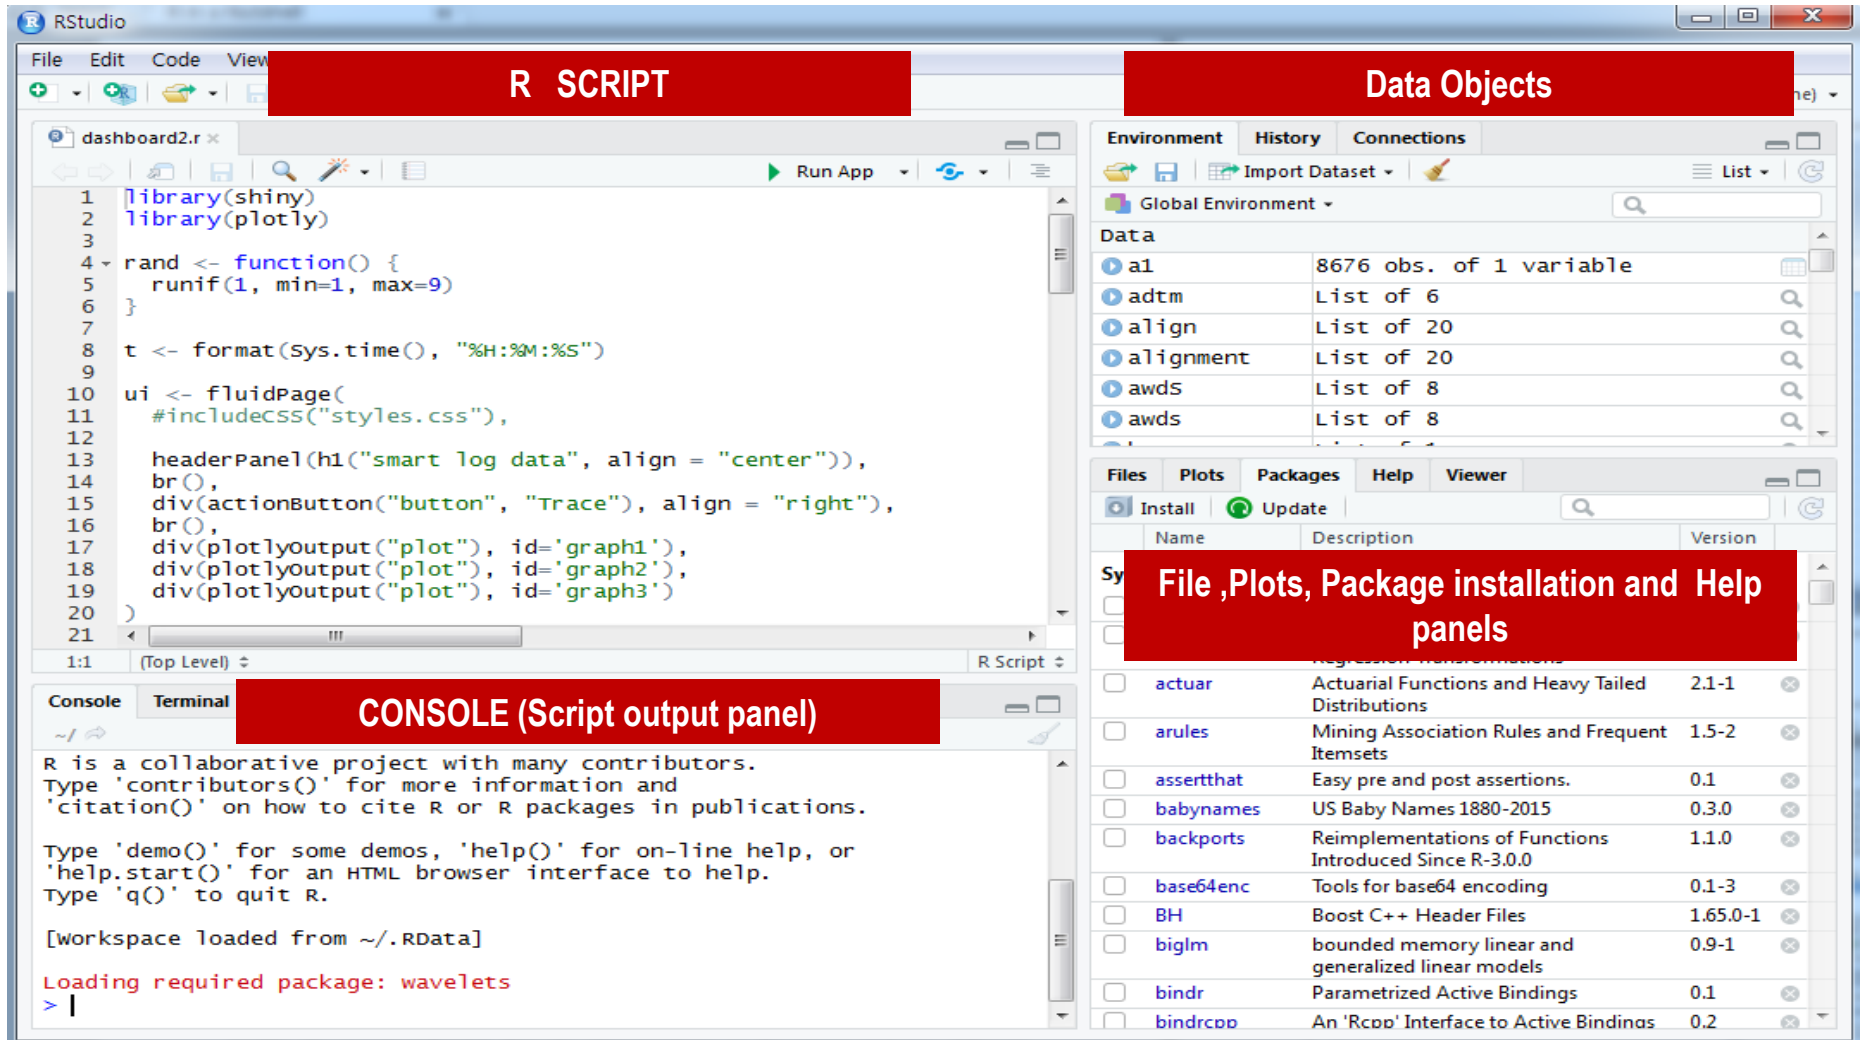 RStudio
File Edit Code View
R SCRIPT
Data Objects
dashboard2.r
Run App
1 library(shiny)
2 library(plotly)
3
4 rand <- function() {
5 runif(1, min=1, max=9)
6 }
7
8 t <- format(Sys.time(), "%H:%M:%S")
9
10 ui <- fluidPage(
11 #includeCSS("styles.css"),
12
13 headerPanel(h1("smart log data", align = "center")),
14 br(),
15 div(actionButton("button", "Trace"), align = "right"),
16 br(),
17 div(plotlyOutput("plot"), id='graph1'),
18 div(plotlyOutput("plot"), id='graph2'),
19 div(plotlyOutput("plot"), id='graph3')
20 )
21
1:1 (Top Level) R Script
Console Terminal
CONSOLE (Script output panel)
~/
R is a collaborative project with many contributors.
Type 'contributors()' for more information and
'citation()' on how to cite R or R packages in publications.
Type 'demo()' for some demos, 'help()' for on-line help, or
'help.start()' for an HTML browser interface to help.
Type 'q()' to quit R.
[Workspace loaded from ~/.RData]
Loading required package: wavelets
>
Environment History Connections
Import Dataset List
Global Environment
Data
a1 8676 obs. of 1 variable
adtm List of 6
align List of 20
alignment List of 20
awdS List of 8
awds List of 8
Files Plots Packages Help Viewer
Install Update
Name Description Version
File ,Plots, Package installation and Help
panels
actuar Actuarial Functions and Heavy Tailed 2.1-1
Distributions
arules Mining Association Rules and Frequent 1.5-2
Itemsets
assertthat Easy pre and post assertions. 0.1
babynames US Baby Names 1880-2015 0.3.0
backports Reimplementations of Functions 1.1.0
Introduced Since R-3.0.0
base64enc Tools for base64 encoding 0.1-3
BH Boost C++ Header Files 1.65.0-1
biglm bounded memory linear and 0.9-1
generalized linear models
bindr Parametrized Active Bindings 0.1
bindrcpp An 'Rcpp' Interface to Active Bindings 0.2